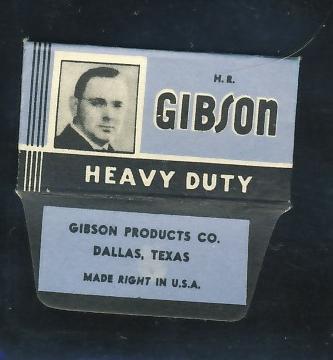 H. R.
GIBSON
HEAVY DUTY
GIBSON PRODUCTS CO.
DALLAS, TEXAS
MADE RIGHT IN U.S.A.